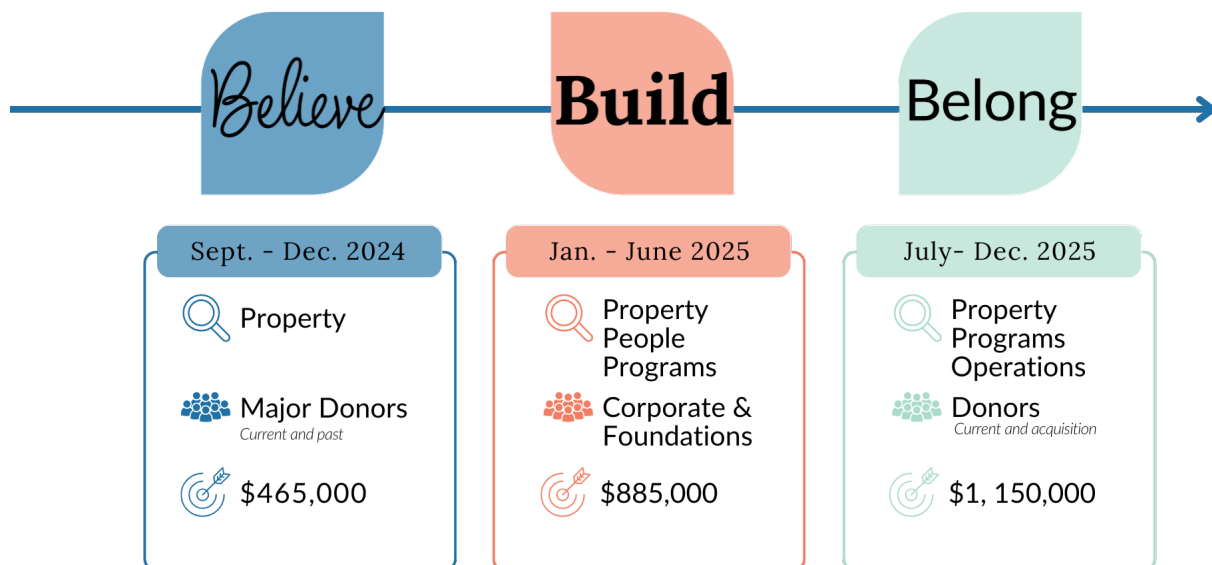 Believe
Build
Belong
Sept. - Dec. 2024
Property
Major Donors
Current and past
$465,000
Jan. - June 2025
Property
People
Programs
Corporate &
Foundations
$885,000
July- Dec. 2025
Property
Programs
Operations
Donors
Current and acquisition
$1, 150,000